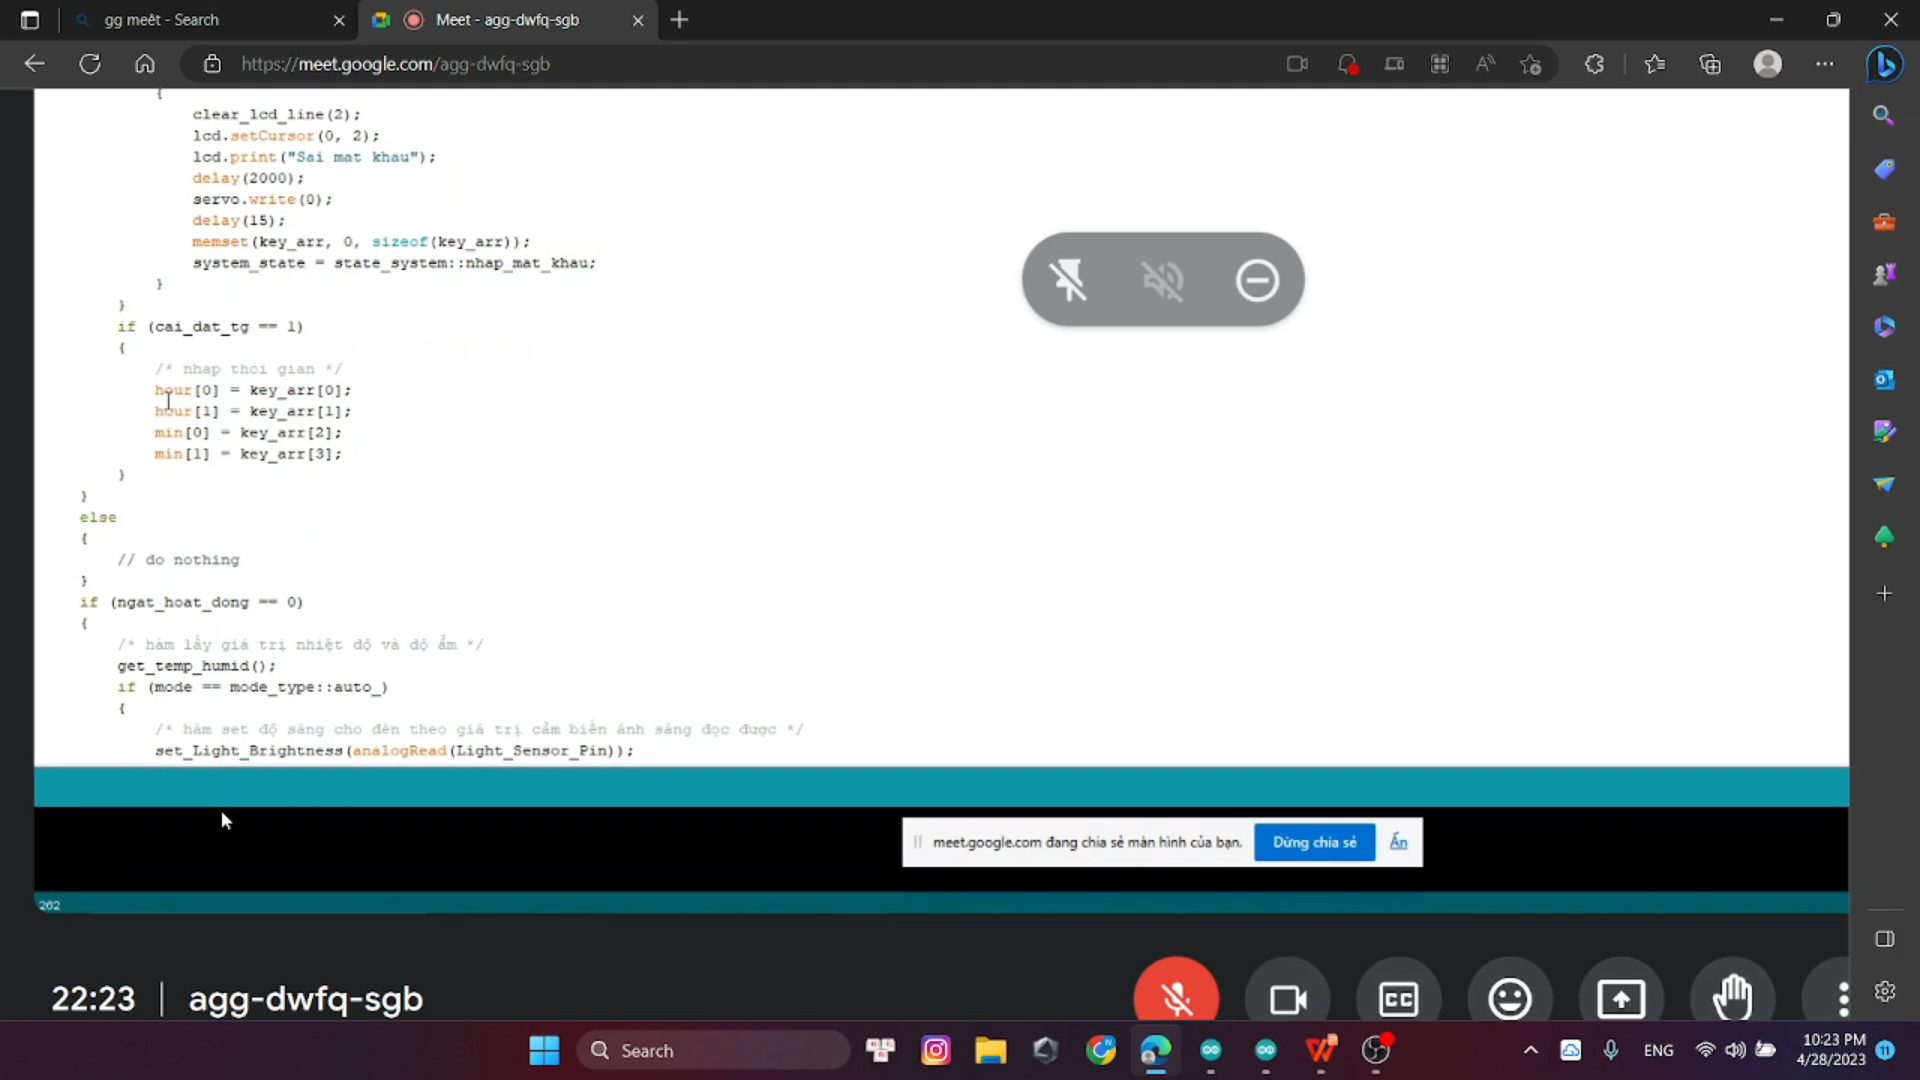 gg meêt - Search
Meet - agg-dwfq-sgb
https://meet.google.com/agg-dwfq-sgb
{
clear_lcd_line(2);
lcd.setCursor(0, 2);
lcd.print("Sai mat khau");
delay(2000);
servo.write(0);
delay(15);
memset(key_arr, 0, sizeof(key_arr));
system_state = state_system::nhap_mat_khau;
}
}
if (cai_dat_tg == 1)
{
/* nhap thoi gian */
hour[0] = key_arr[0];
hour[1] = key_arr[1];
min[0] = key_arr[2];
min[1] = key_arr[3];
}
}
else
{
// do nothing
}
if (ngat_hoat_dong == 0)
{
/* hàm lấy giá trị nhiệt độ và độ ẩm */
get_temp_humid();
if (mode == mode_type::auto_)
{
/* hàm set độ sáng cho đèn theo giá trị cảm biến ánh sáng đọc được */
set_Light_Brightness(analogRead(Light_Sensor_Pin));
meet.google.com đang chia sẻ màn hình của bạn.
Dừng chia sẻ
Ẩn
262
22:23
agg-dwfq-sgb
Search
ENG
10:23 PM
4/28/2023
11